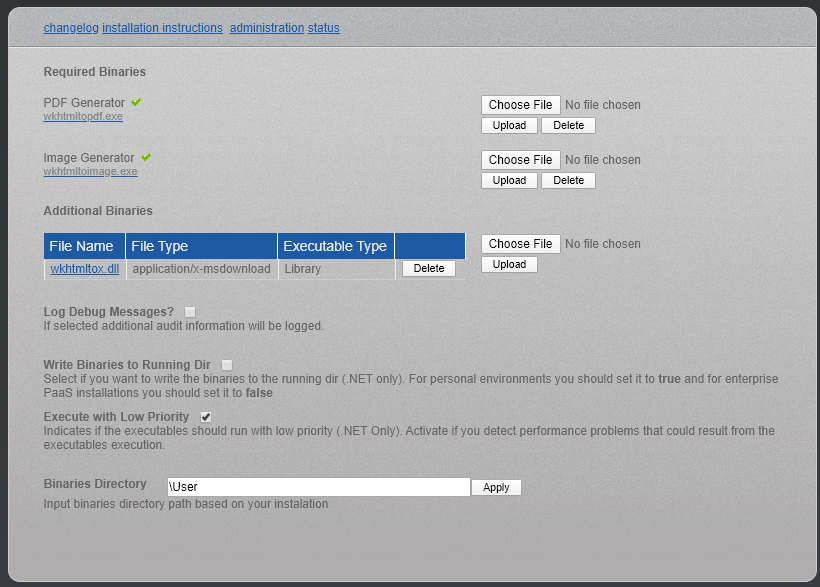 changelog installation instructions administration status
Required Binaries
PDF Generator
wkhtmltopdf.exe
Choose File No file chosen
Upload Delete
Image Generator
wkhtmltoimage.exe
Choose File No file chosen
Upload Delete
Additional Binaries
File Name File Type Executable Type
wkhtmltox.dll application/x-msdownload Library Delete
Choose File No file chosen
Upload
Log Debug Messages?
If selected additional audit information will be logged.
Write Binaries to Running Dir
Select if you want to write the binaries to the running dir (.NET only). For personal environments you should set it to true and for enterprise
PaaS installations you should set it to false
Execute with Low Priority
Indicates if the executables should run with low priority (.NET Only). Activate if you detect performance problems that could result from the
executables execution.
Binaries Directory \User Apply
Input binaries directory path based on your instalation